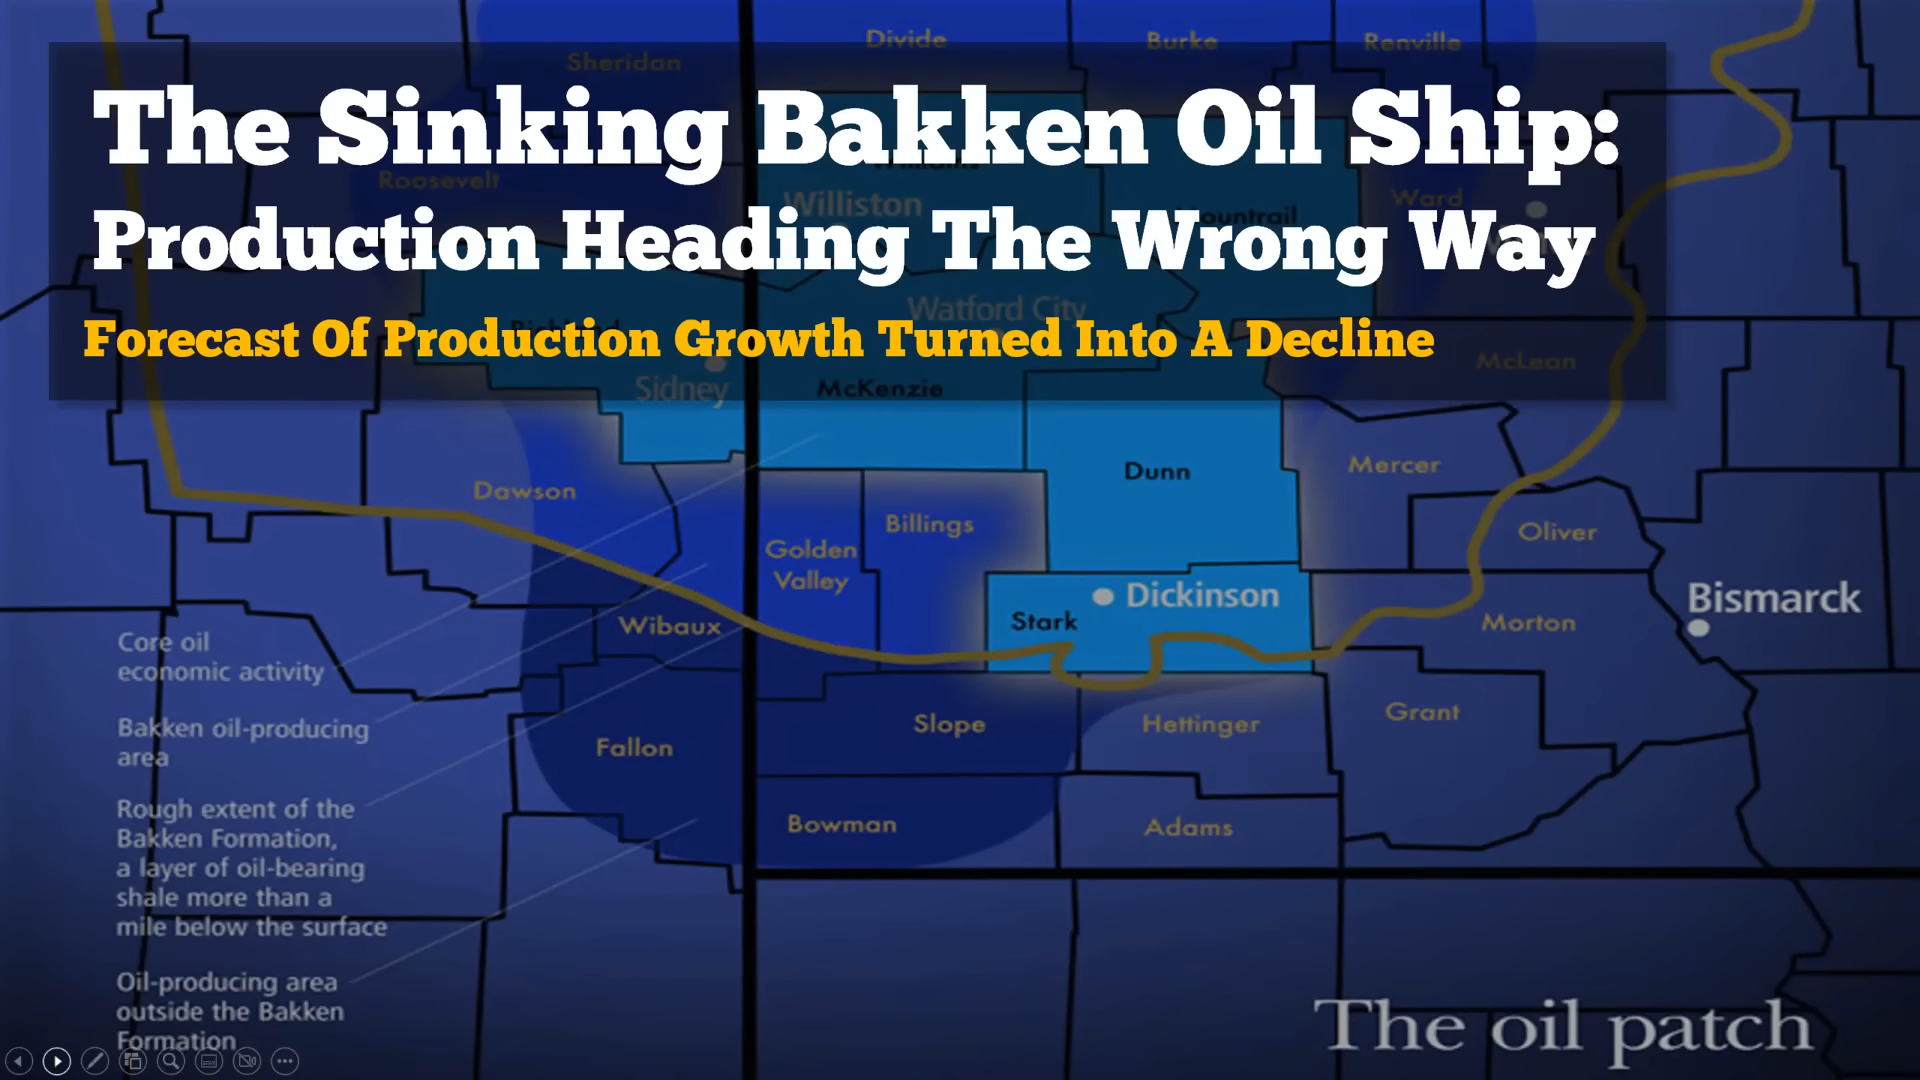 Divide
Burke
Renville
Sheridan
The Sinking Bakken Oil Ship:
Roosevelt
Williston
Ward
Mountrail
Production Heading The Wrong Way
Watford City
Forecast Of Production Growth Turned Into A Decline
McLean
Sidney
McKenzie
Dunn
Mercer
Dawson
Billings
Oliver
Golden
Valley
Dickinson
Bismarck
Stark
Wibaux
Morton
Core oil
economic activity
Grant
Slope
Hettinger
Bakken oil-producing
area
Fallon
Rough extent of the
Bakken Formation,
a layer of oil-bearing
shale more than a
mile below the surface
Bowman
Adams
Oil-producing area
outside the Bakken
Formation
The oil patch